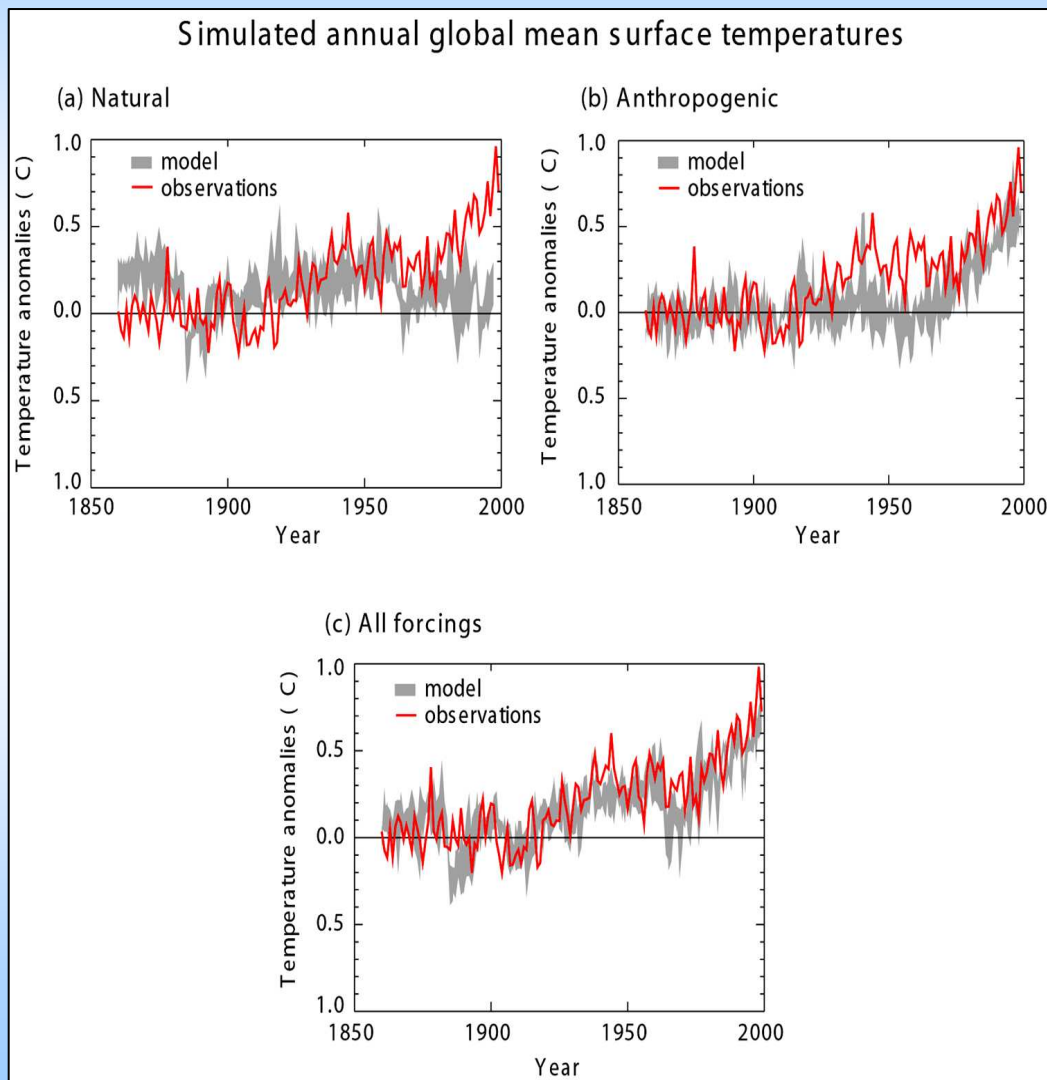 Simulated annual global mean surface temperatures
(a) Natural
1.0
0.5
0.0
0.5
1.0
Temperature anomalies ( C)
model
observations
1850
1900
1950
2000
Year
(b) Anthropogenic
1.0
0.5
0.0
0.5
1.0
Temperature anomalies ( C)
model
observations
1850
1900
1950
2000
Year
(c) All forcings
1.0
0.5
0.0
0.5
1.0
Temperature anomalies ( C)
model
observations
1850
1900
1950
2000
Year